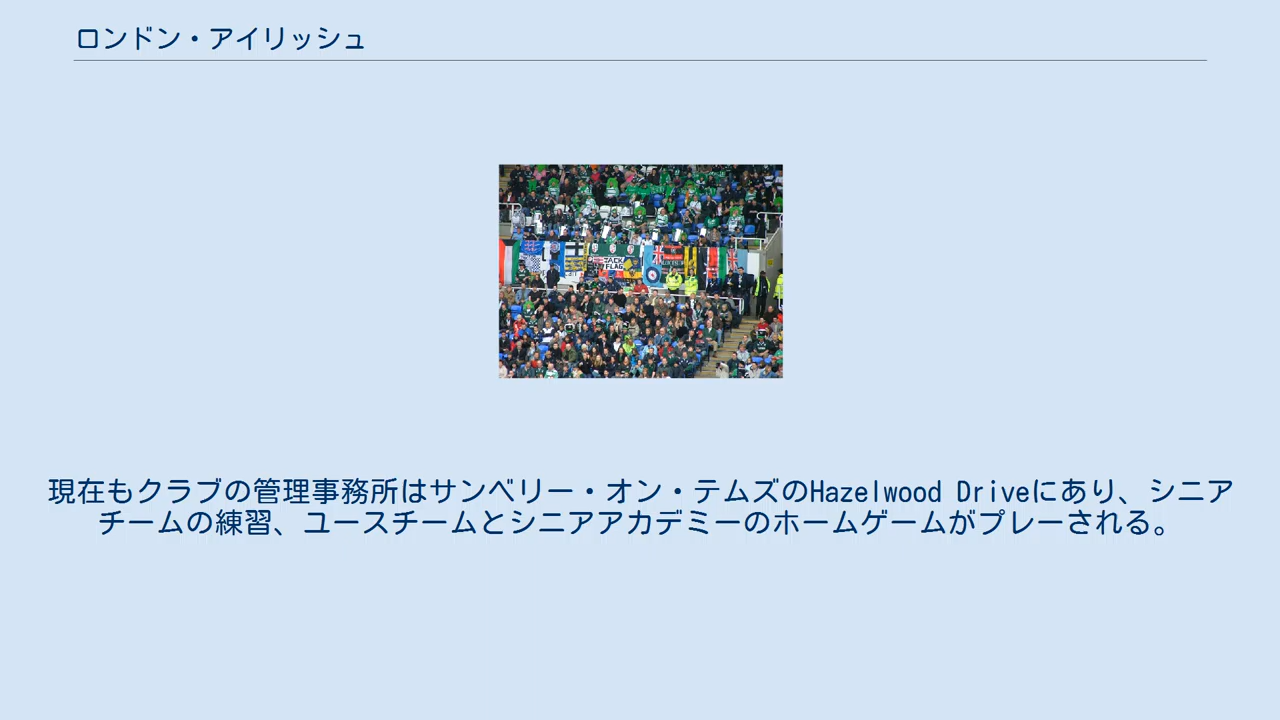 ロンドン・アイリッシュ
現在もクラブの管理事務所はサンベリー・オン・テムズのHazelwood Driveにあり、シニア
チームの練習、ユースチームとシニアアカデミーのホームゲームがプレーされる。